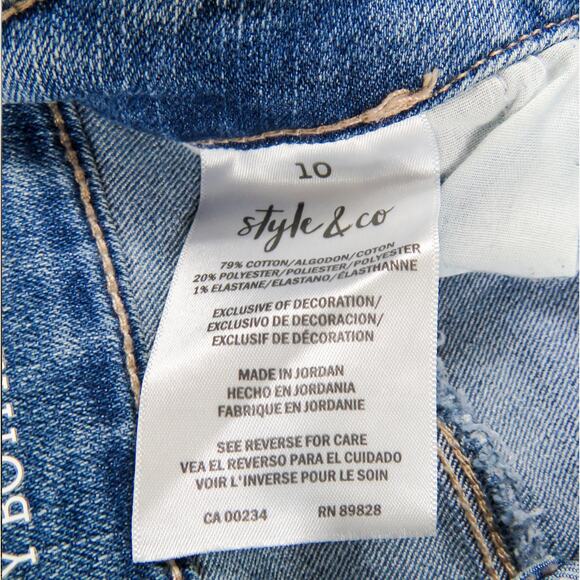 10
style & co
79% COTTON/ALGODON/COTON
20% POLYESTER/POLIESTER/POLYESTER
1% ELASTANE/ELASTANO/ÉLASTHANNE
EXCLUSIVE OF DECORATION/
EXCLUSIVO DE DECORACION/
EXCLUSIF DE DÉCORATION
MADE IN JORDAN
HECHO EN JORDANIA
FABRIQUE EN JORDANIE
SEE REVERSE FOR CARE
VEA EL REVERSO PARA EL CUIDADO
VOIR L'INVERSE POUR LE SOIN
CA 00234 RN 89828